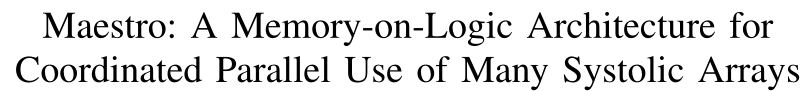 Maestro: A Memory-on-Logic Architecture for
Coordinated Parallel Use of Many Systolic Arrays